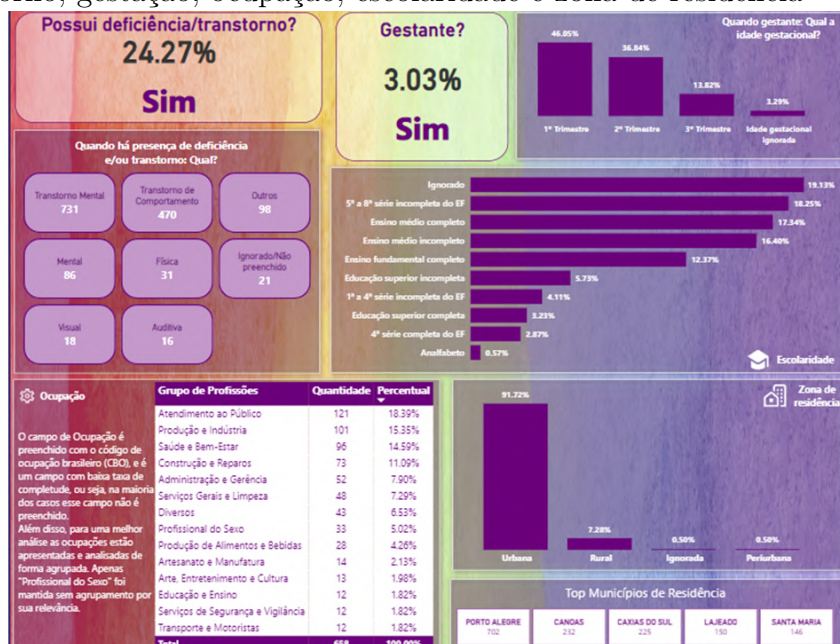 Possui deficiência/transtorno?
24.27%
Sim
Gestante?
3.03%
Sim
Quando gestante: Qual a
idade gestacional?
46.05%
36.84%
13.82%
3.29%
1º Trimestre
2º Trimestre
3º Trimestre
Idade gestacional
Ignorada
Quando há presença de deficiência
e/ou transtorno: Qual?
Transtorno Mental
731
Transtorno de
Comportamento
470
Outros
98
Mental
86
Física
31
Ignorado/Não
preenchido
21
Visual
18
Auditiva
16
Ignorado 19.13%
5ª a 8ª série incompleta do EF 18.25%
Ensino médio completo 17.34%
Ensino médio incompleto 16.40%
Ensino fundamental completo 12.37%
Educação superior incompleta 5.73%
1ª a 4ª série incompleta do EF 4.11%
Educação superior completa 3.23%
4ª série completa do EF 2.87%
Analfabeto 0.57%
Escolaridade
Ocupação
O campo de Ocupação é
preenchido com o código de
ocupação brasileiro (CBO), e é
um campo com baixa taxa de
completude, ou seja, na maioria
dos casos esse campo não é
preenchido.
Além disso, para uma melhor
análise as ocupações estão
apresentadas e analisadas de
forma agrupada. Apenas
"Profissional do Sexo" foi
mantida sem agrupamento por
sua relevância.
Grupo de Profissões Quantidade Percentual
Atendimento ao Público 121 18.39%
Produção e Indústria 101 15.35%
Saúde e Bem-Estar 96 14.59%
Construção e Reparos 73 11.09%
Administração e Gerência 52 7.90%
Serviços Gerais e Limpeza 48 7.29%
Diversos 43 6.53%
Profissional do Sexo 33 5.02%
Produção de Alimentos e Bebidas 28 4.26%
Artesanato e Manufatura 14 2.13%
Arte, Entretenimento e Cultura 13 1.98%
Educação e Ensino 12 1.82%
Serviços de Segurança e Vigilância 12 1.82%
Transporte e Motoristas 12 1.82%
Total 658 100.00%
Zona de
residência
91.72%
7.28%
0.50%
0.50%
Urbana
Rural
Ignorada
Periurbana
Top Municípios de Residência
PORTO ALEGRE
702
CANOAS
232
CAXIAS DO SUL
225
LAJEADO
150
SANTA MARIA
146